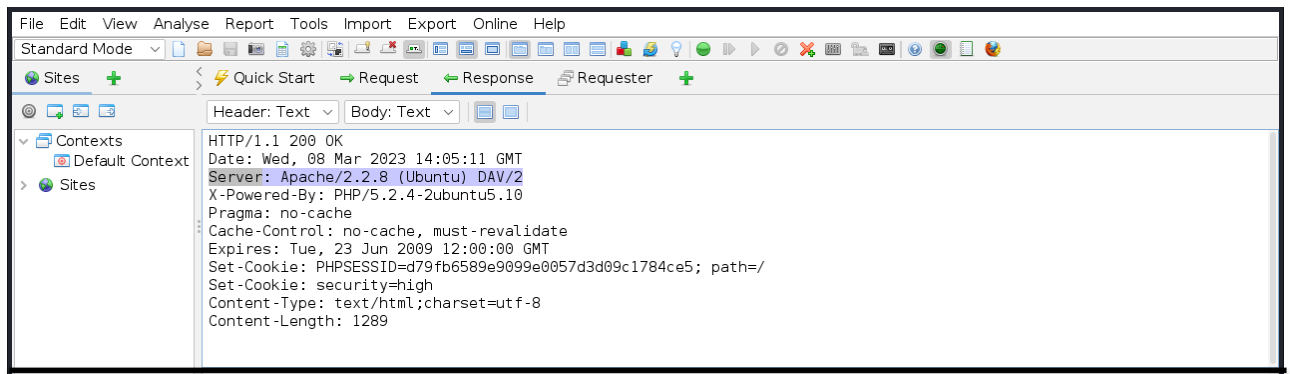 File Edit View Analyse Report Tools Import Export Online Help
Standard Mode
Sites Quick Start Request Response Requester
Header: Text Body: Text
Contexts
Default Context
Sites
HTTP/1.1 200 OK
Date: Wed, 08 Mar 2023 14:05:11 GMT
Server: Apache/2.2.8 (Ubuntu) DAV/2
X-Powered-By: PHP/5.2.4-2ubuntu5.10
Pragma: no-cache
Cache-Control: no-cache, must-revalidate
Expires: Tue, 23 Jun 2009 12:00:00 GMT
Set-Cookie: PHPSESSID=d79fb6589e9099e0057d3d09c1784ce5; path=/
Set-Cookie: security=high
Content-Type: text/html;charset=utf-8
Content-Length: 1289